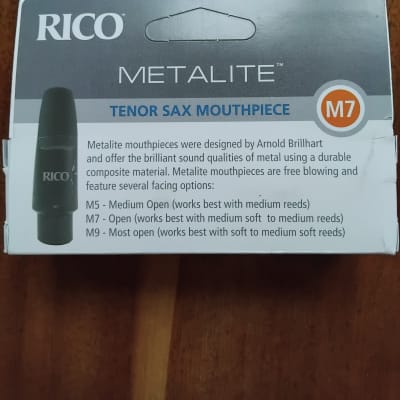 RICO
METALITE™
TENOR SAX MOUTHPIECE
M7
Metalite mouthpieces were designed by Arnold Brillhart
and offer the brilliant sound qualities of metal using a durable
composite material. Metalite mouthpieces are free blowing and
feature several facing options:
M5 - Medium Open (works best with medium reeds)
M7 - Open (works best with medium soft to medium reeds)
M9 - Most open (works best with soft to medium soft reeds)
RICO